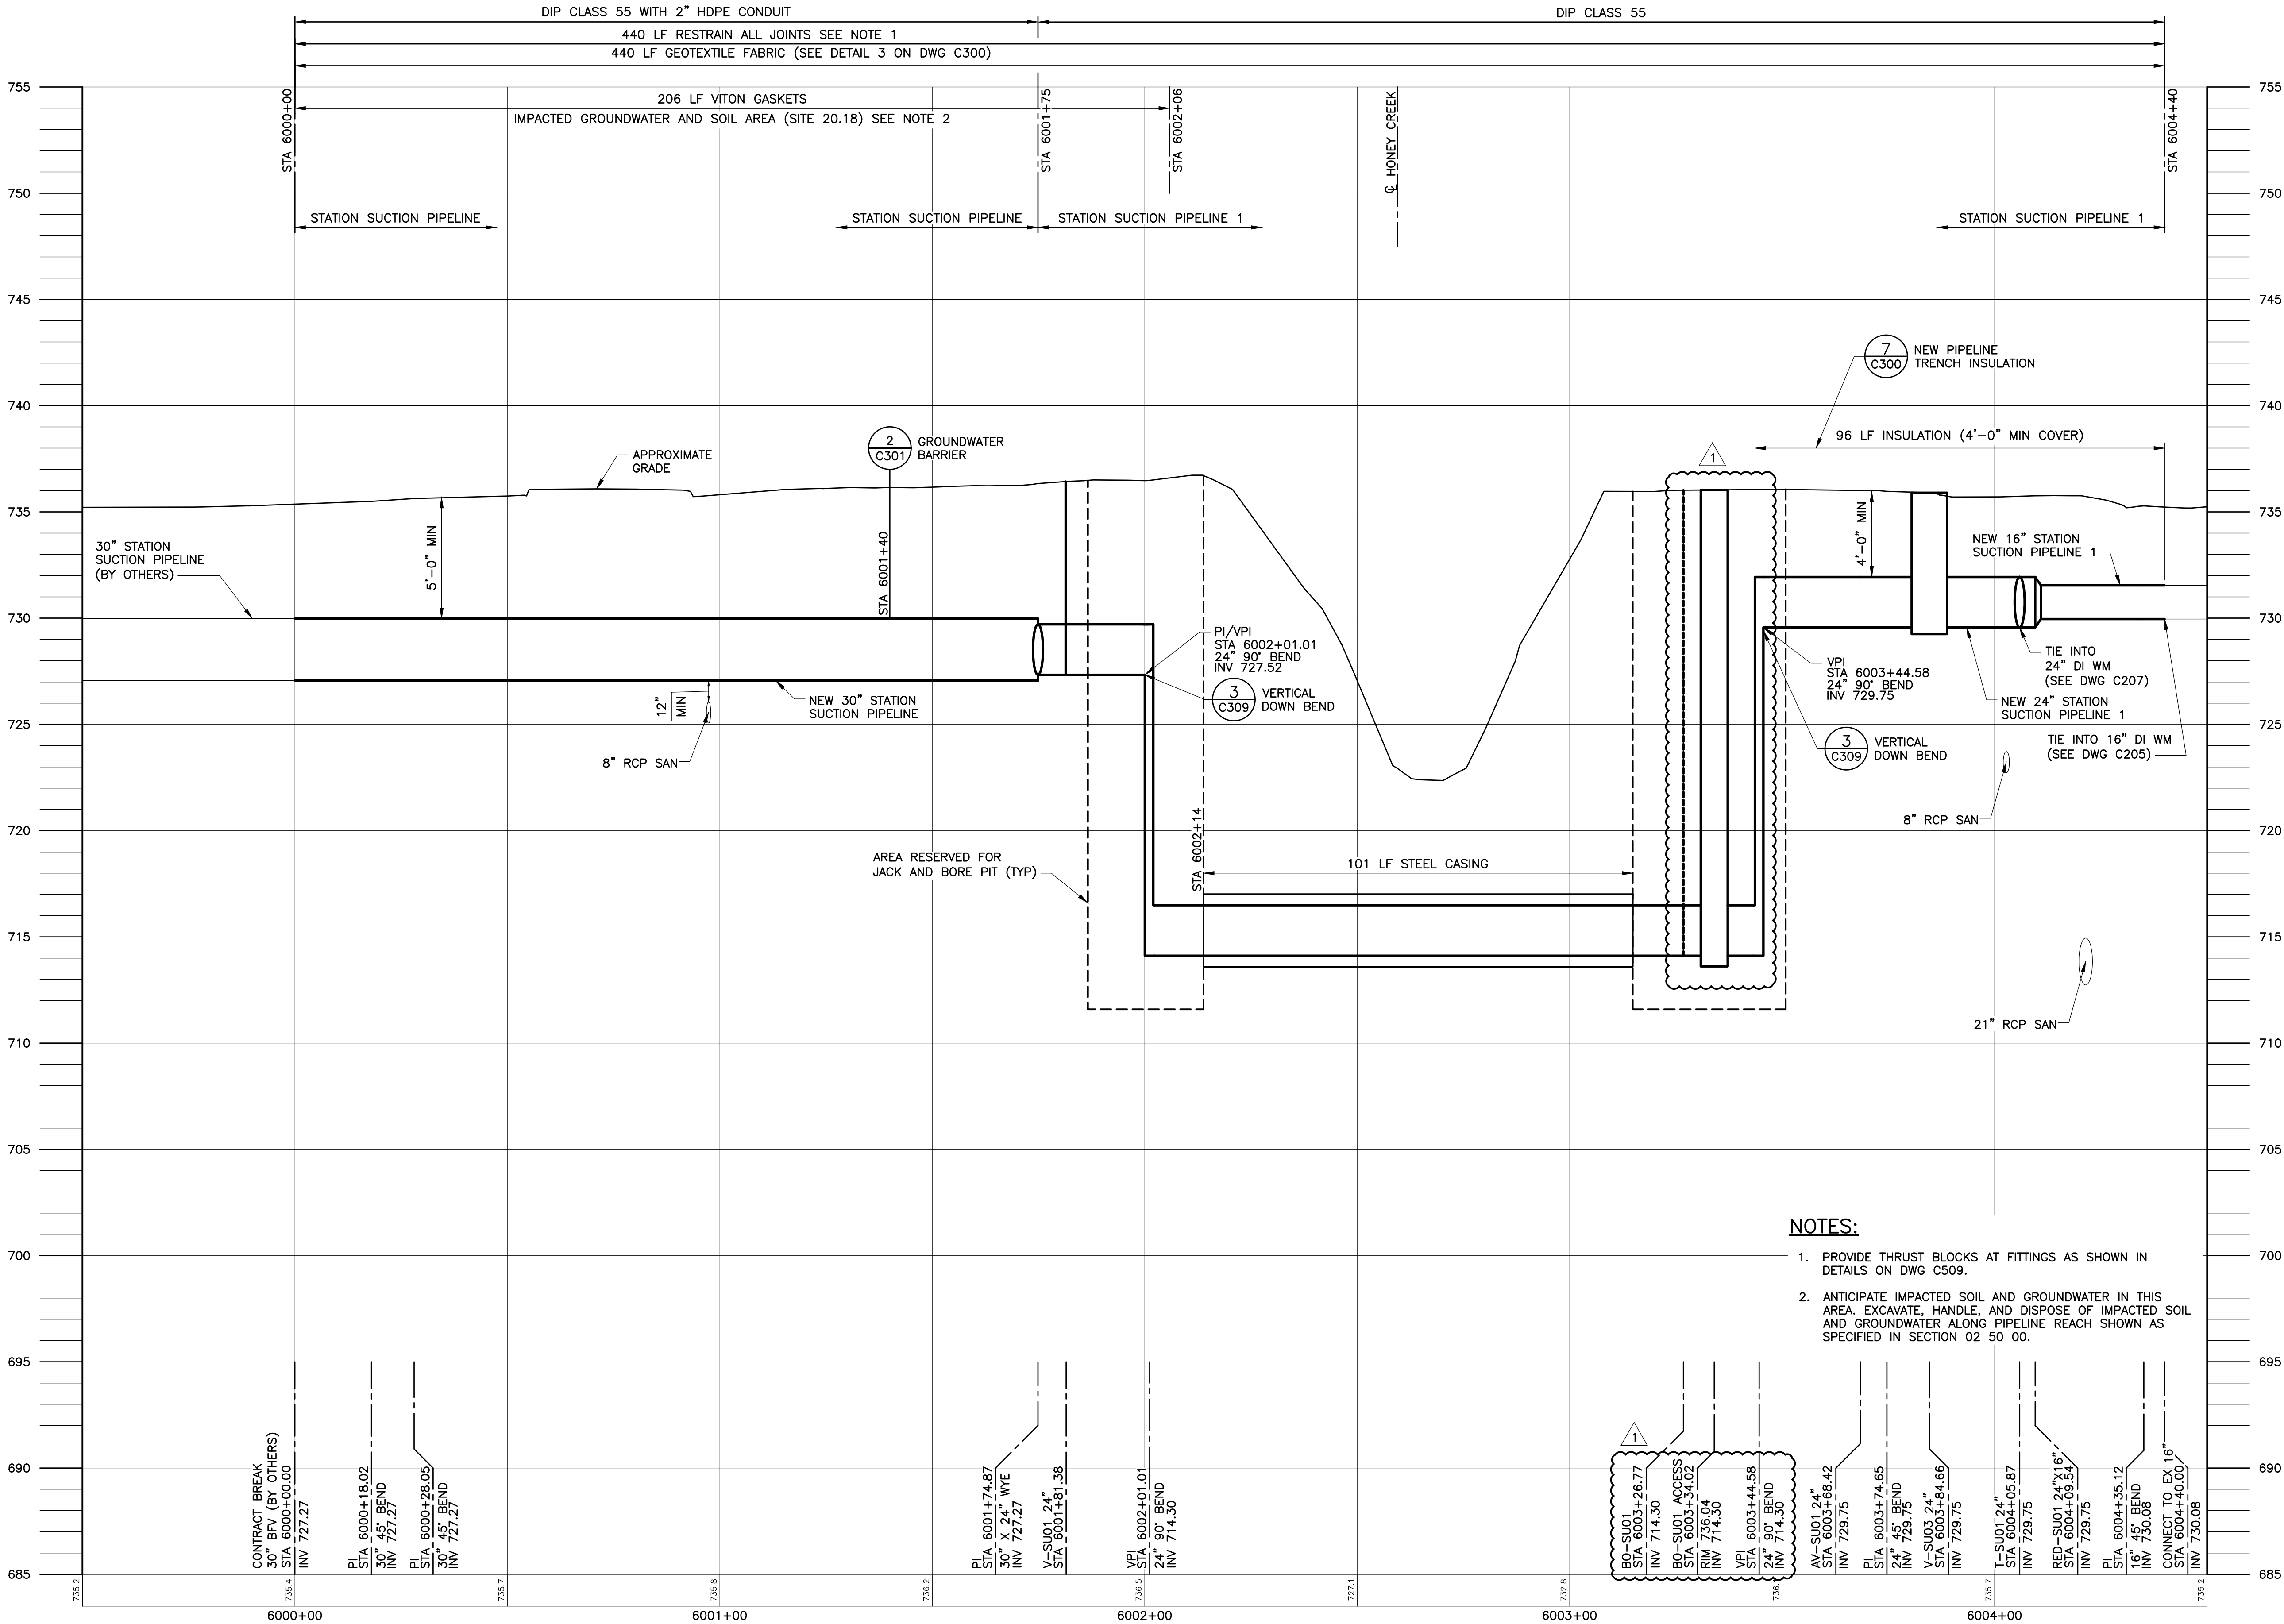 DIP CLASS 55 WITH 2" HDPE CONDUIT
DIP CLASS 55
440 LF RESTRAIN ALL JOINTS SEE NOTE 1
440 LF GEOTEXTILE FABRIC (SEE DETAIL 3 ON DWG C300)
755
755
206 LF VITON GASKETS
IMPACTED GROUNDWATER AND SOIL AREA (SITE 20.18) SEE NOTE 2
STA 6000+00
STA 6001+75
STA 6002+06
℄ HONEY CREEK
STA 6004+40
750
750
STATION SUCTION PIPELINE
STATION SUCTION PIPELINE
STATION SUCTION PIPELINE 1
STATION SUCTION PIPELINE 1
745
745
7
C300
NEW PIPELINE
TRENCH INSULATION
740
740
2
C301
GROUNDWATER
BARRIER
APPROXIMATE
GRADE
1
96 LF INSULATION (4'-0" MIN COVER)
735
735
30" STATION
SUCTION PIPELINE
(BY OTHERS)
5'-0" MIN
STA 6001+40
4'-0" MIN
NEW 16" STATION
SUCTION PIPELINE 1
730
730
PI/VPI
STA 6002+01.01
24" 90° BEND
INV 727.52
3
C309
VERTICAL
DOWN BEND
VPI
STA 6003+44.58
24" 90° BEND
INV 729.75
TIE INTO
24" DI WM
(SEE DWG C207)
NEW 24" STATION
SUCTION PIPELINE 1
12"
MIN
NEW 30" STATION
SUCTION PIPELINE
725
725
8" RCP SAN
3
C309
VERTICAL
DOWN BEND
TIE INTO 16" DI WM
(SEE DWG C205)
8" RCP SAN
720
720
AREA RESERVED FOR
JACK AND BORE PIT (TYP)
STA 6002+14
101 LF STEEL CASING
715
715
21" RCP SAN
710
710
705
705
NOTES:
700
700
1. PROVIDE THRUST BLOCKS AT FITTINGS AS SHOWN IN
DETAILS ON DWG C509.
2. ANTICIPATE IMPACTED SOIL AND GROUNDWATER IN THIS
AREA. EXCAVATE, HANDLE, AND DISPOSE OF IMPACTED SOIL
AND GROUNDWATER ALONG PIPELINE REACH SHOWN AS
SPECIFIED IN SECTION 02 50 00.
695
695
690
690
CONTRACT BREAK
30" BFV (BY OTHERS)
STA 6000+00.00
INV 727.27
PI
STA 6000+18.02
30" 45° BEND
INV 727.27
PI
STA 6000+28.05
30" 45° BEND
INV 727.27
PI
STA 6001+74.87
30" X 24" WYE
INV 727.27
V-SU01 24"
STA 6001+81.38
VPI
STA 6002+01.01
24" 90° BEND
INV 714.30
1
BO-SU01
STA 6003+26.77
INV 714.30
BO-SU01 ACCESS
STA 6003+34.02
RIM 736.04
INV 714.30
VPI
STA 6003+44.58
24" 90° BEND
INV 714.30
AV-SU01 24"
STA 6003+68.42
INV 729.75
PI
STA 6003+74.65
24" 45° BEND
INV 729.75
V-SU03 24"
STA 6003+84.66
INV 729.75
T-SU01 24"
STA 6004+05.87
INV 729.75
RED-SU01 24"X16"
STA 6004+09.54
INV 729.75
PI
STA 6004+35.12
16" 45° BEND
INV 730.08
CONNECT TO EX 16"
STA 6004+40.00
INV 730.08
685
685
735.2
735.4
735.7
735.8
736.2
736.5
727.1
732.8
736.1
735.7
735.2
6000+00
6001+00
6002+00
6003+00
6004+00